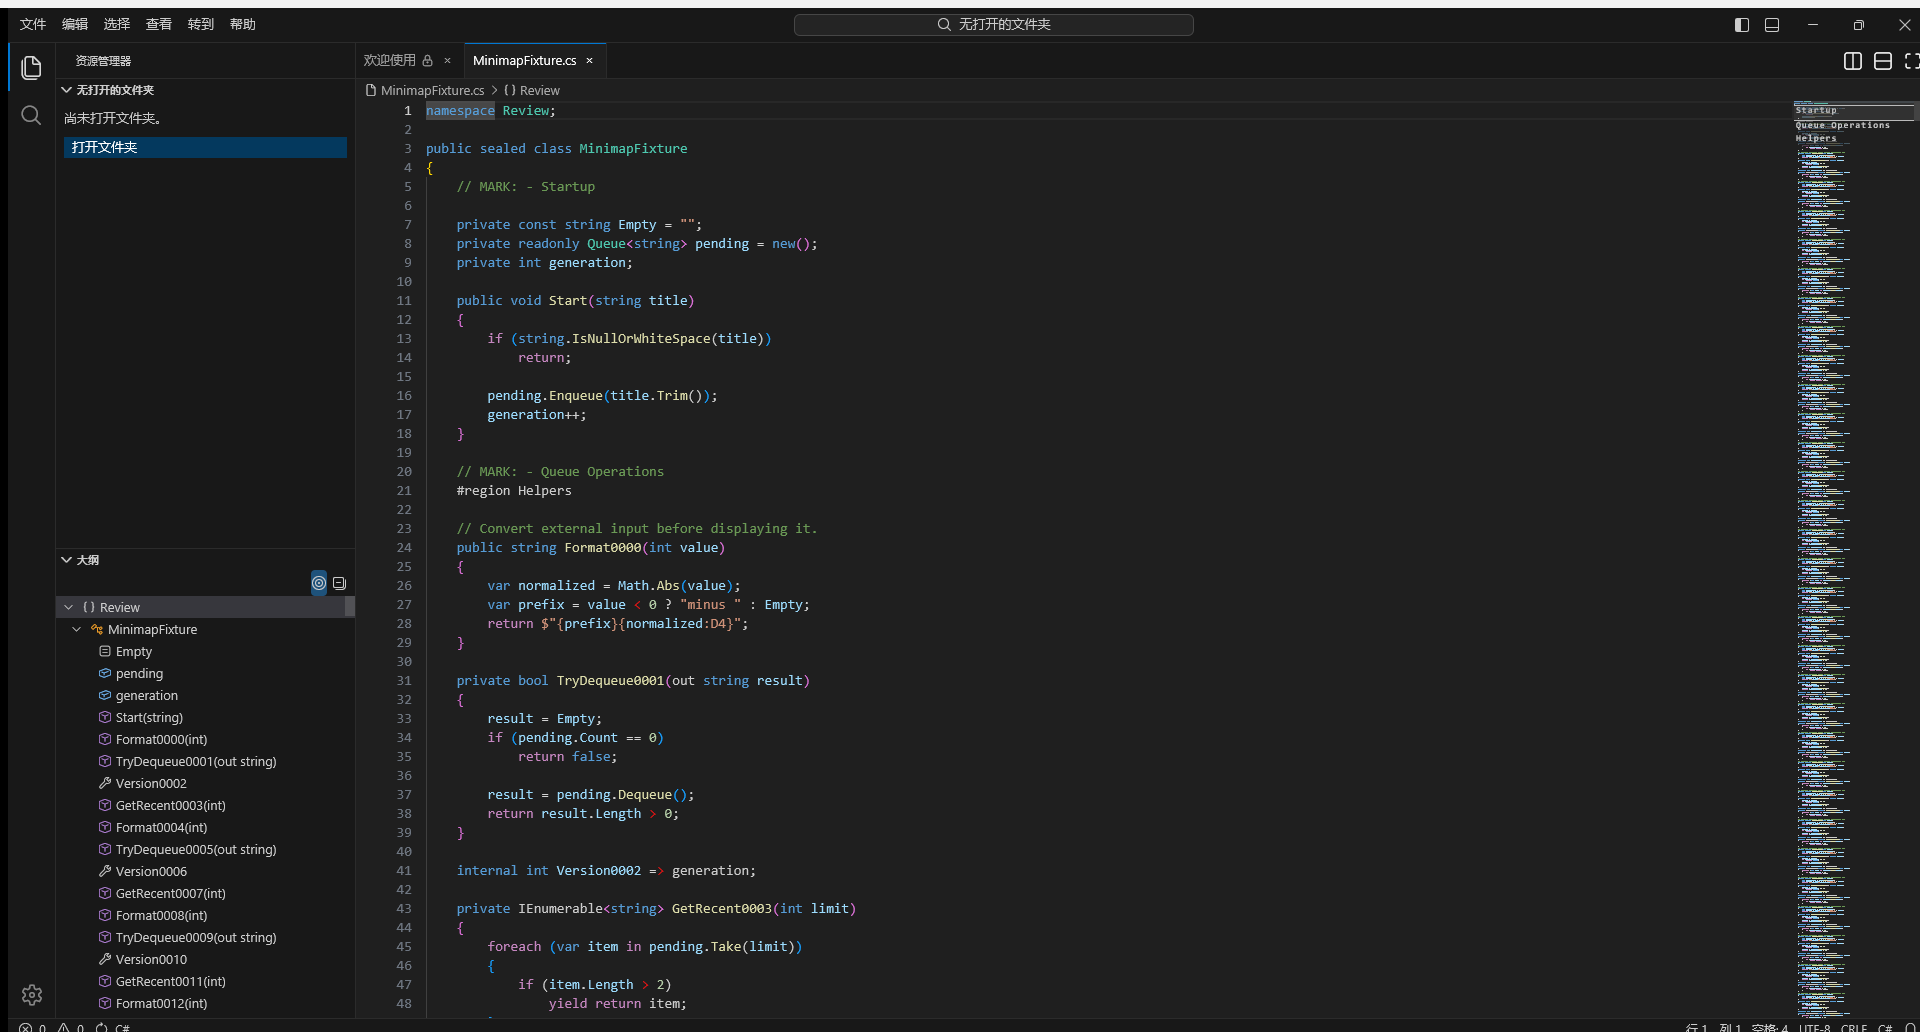 文件 编辑 选择 查看 转到 帮助
无打开的文件夹
资源管理器
无打开的文件夹
尚未打开文件夹。
打开文件夹
大纲
Review
MinimapFixture
Empty
pending
generation
Start(string)
Format0000(int)
TryDequeue0001(out string)
Version0002
GetRecent0003(int)
Format0004(int)
TryDequeue0005(out string)
Version0006
GetRecent0007(int)
Format0008(int)
TryDequeue0009(out string)
Version0010
GetRecent0011(int)
Format0012(int)
欢迎使用 MinimapFixture.cs
MinimapFixture.cs > {} Review
1 namespace Review;
2
3 public sealed class MinimapFixture
4 {
5     // MARK: - Startup
6
7     private const string Empty = "";
8     private readonly Queue<string> pending = new();
9     private int generation;
10
11     public void Start(string title)
12     {
13         if (string.IsNullOrWhiteSpace(title))
14             return;
15
16         pending.Enqueue(title.Trim());
17         generation++;
18     }
19
20     // MARK: - Queue Operations
21     #region Helpers
22
23     // Convert external input before displaying it.
24     public string Format0000(int value)
25     {
26         var normalized = Math.Abs(value);
27         var prefix = value < 0 ? "minus " : Empty;
28         return $"{prefix}{normalized:D4}";
29     }
30
31     private bool TryDequeue0001(out string result)
32     {
33         result = Empty;
34         if (pending.Count == 0)
35             return false;
36
37         result = pending.Dequeue();
38         return result.Length > 0;
39     }
40
41     internal int Version0002 => generation;
42
43     private IEnumerable<string> GetRecent0003(int limit)
44     {
45         foreach (var item in pending.Take(limit))
46         {
47             if (item.Length > 2)
48                 yield return item;
Startup
Queue Operations
Helpers
0 0 C#
行 1, 列 1 空格: 4 UTF-8 CRLF C#